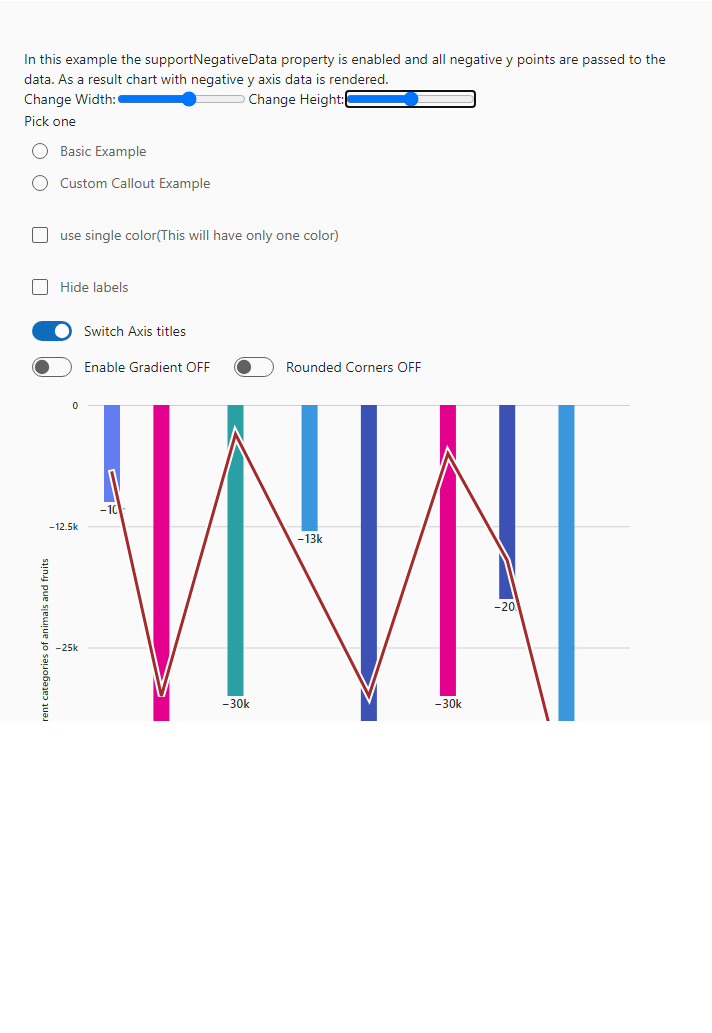 In this example the supportNegativeData property is enabled and all negative y points are passed to the
data. As a result chart with negative y axis data is rendered.
Change Width: Change Height:
Pick one
Basic Example
Custom Callout Example
use single color(This will have only one color)
Hide labels
Switch Axis titles
Enable Gradient OFF Rounded Corners OFF
0
−12.5k
−25k
rent categories of animals and fruits
−10
−13k
−20
−30k
−30k